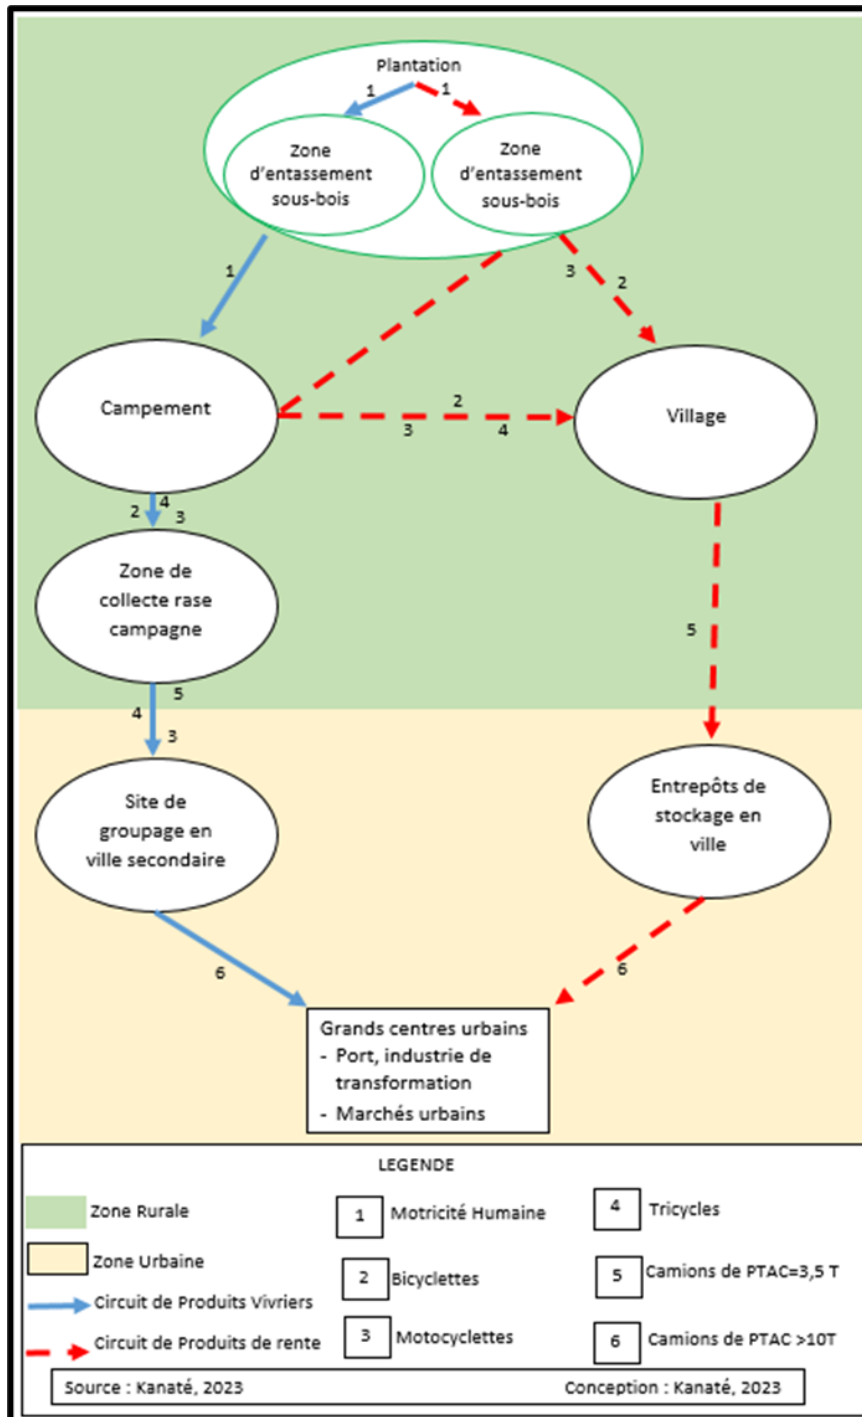 Plantation
1
1
Zone
d'entassement
sous-bois
Zone
d'entassement
sous-bois
1
3
2
Campement
2
3
4
Village
2
4
3
Zone de
collecte rase
campagne
5
5
4
3
Site de
groupage en
ville secondaire
Entrepôts de
stockage en
ville
6
6
Grands centres urbains
- Port, industrie de
transformation
- Marchés urbains
LEGENDE
Zone Rurale
1 Motricité Humaine
4 Tricycles
Zone Urbaine
2 Bicyclettes
5 Camions de PTAC=3,5 T
Circuit de Produits Vivriers
Circuit de Produits de rente
3 Motocyclettes
6 Camions de PTAC >10T
Source : Kanaté, 2023
Conception : Kanaté, 2023